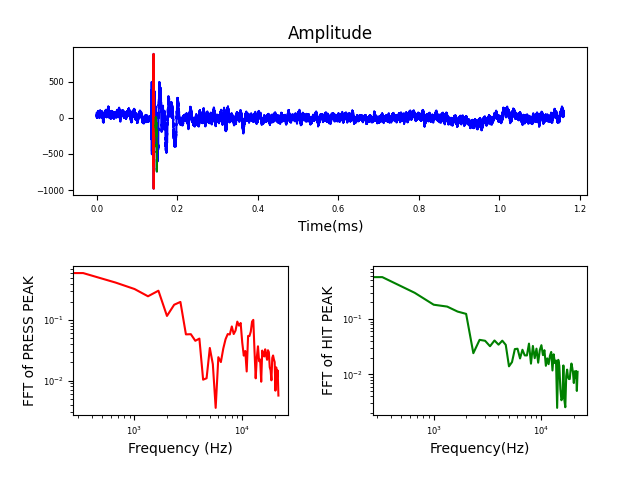 Amplitude
500
0
−500
−1000
0.0 0.2 0.4 0.6 0.8 1.0 1.2
Time(ms)
FFT of PRESS PEAK
10⁻¹
10⁻²
10³ 10⁴
Frequency (Hz)
FFT of HIT PEAK
10⁻¹
10⁻²
10³ 10⁴
Frequency(Hz)